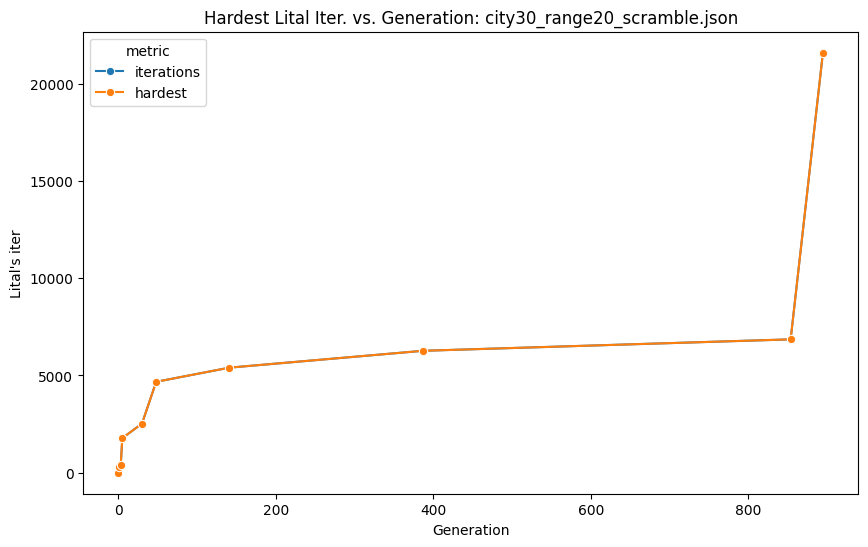 Hardest Lital Iter. vs. Generation: city30_range20_scramble.json
metric
iterations
hardest
20000
15000
10000
5000
0
Lital's iter
0 200 400 600 800
Generation